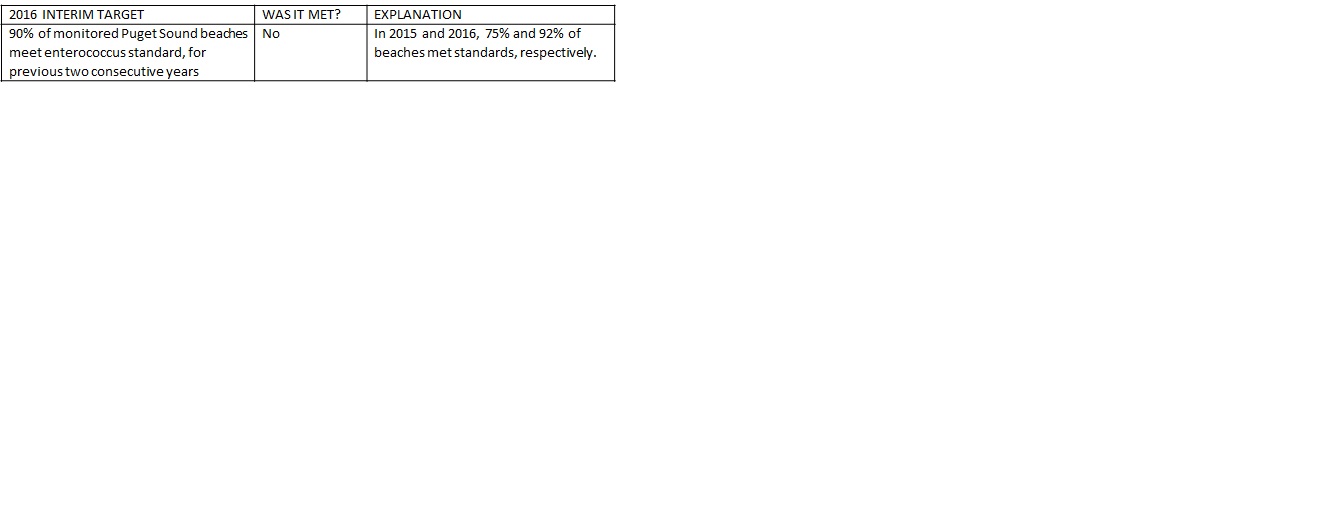 2016 INTERIM TARGET
WAS IT MET?
EXPLANATION
90% of monitored Puget Sound beaches
meet enterococcus standard, for
previous two consecutive years
No
In 2015 and 2016, 75% and 92% of
beaches met standards, respectively.